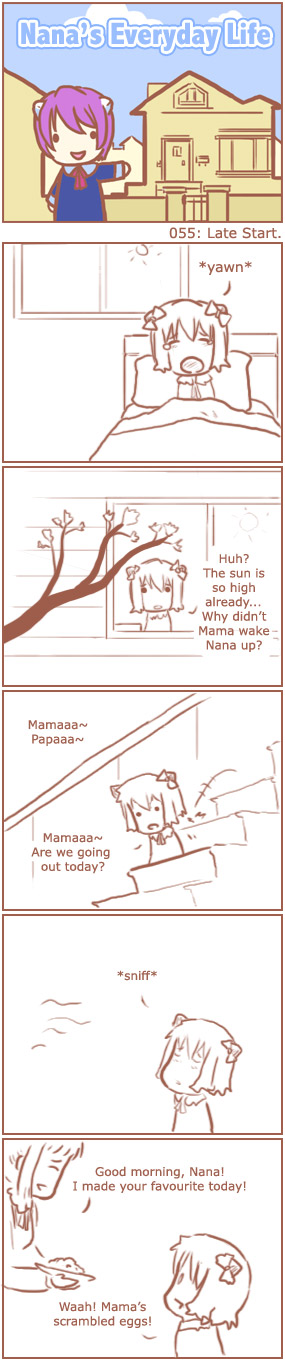 Nana's Everyday Life
055: Late Start.
*yawn*
Huh?
The sun is
so high
already...
Why didn't
Mama wake
Nana up?
Mamaaa~
Papaaa~
Mamaaa~
Are we going
out today?
*sniff*
Good morning, Nana!
I made your favourite today!
Waah! Mama's
scrambled eggs!